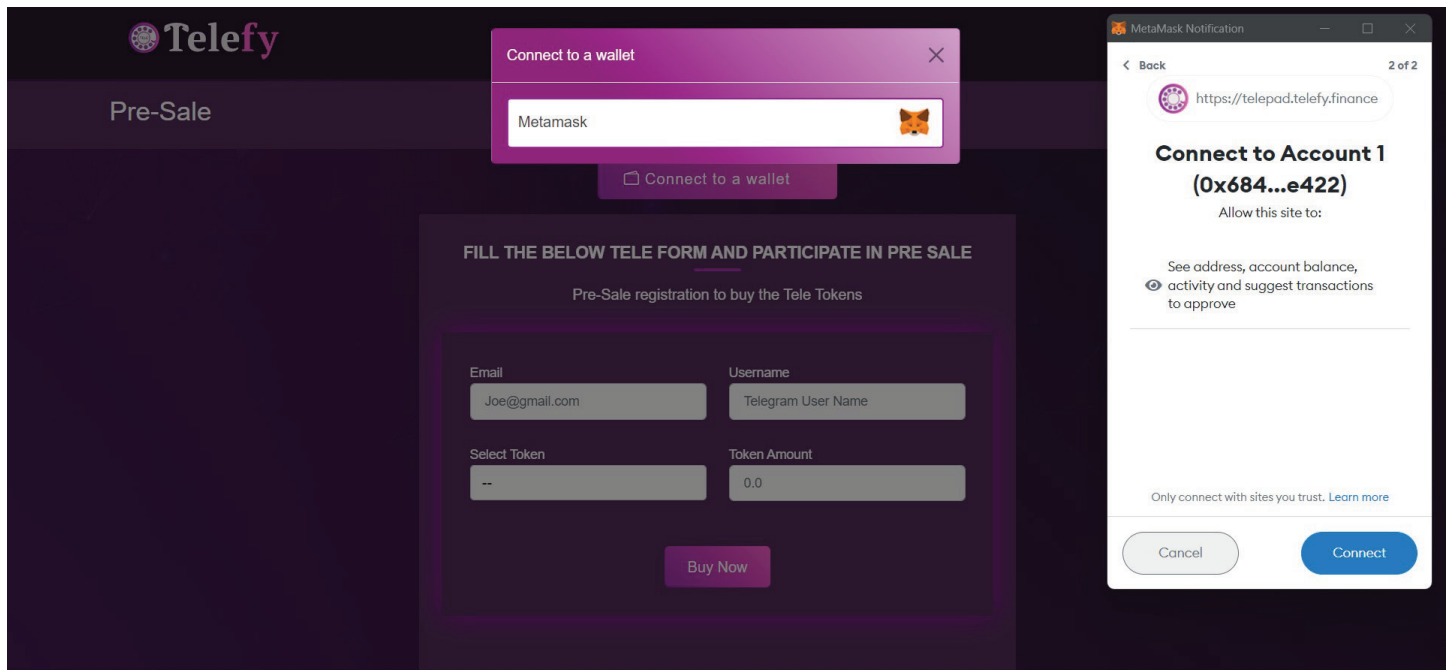 Telefy
Pre-Sale
Connect to a wallet
Metamask
Connect to a wallet
FILL THE BELOW TELE FORM AND PARTICIPATE IN PRE SALE
Pre-Sale registration to buy the Tele Tokens
Email
Username
Joe@gmail.com
Telegram User Name
Select Token
Token Amount
--
0.0
Buy Now
MetaMask Notification
Back
2 of 2
https://telepad.telefy.finance
Connect to Account 1
(0x684...e422)
Allow this site to:
See address, account balance,
activity and suggest transactions
to approve
Only connect with sites you trust. Learn more
Cancel
Connect